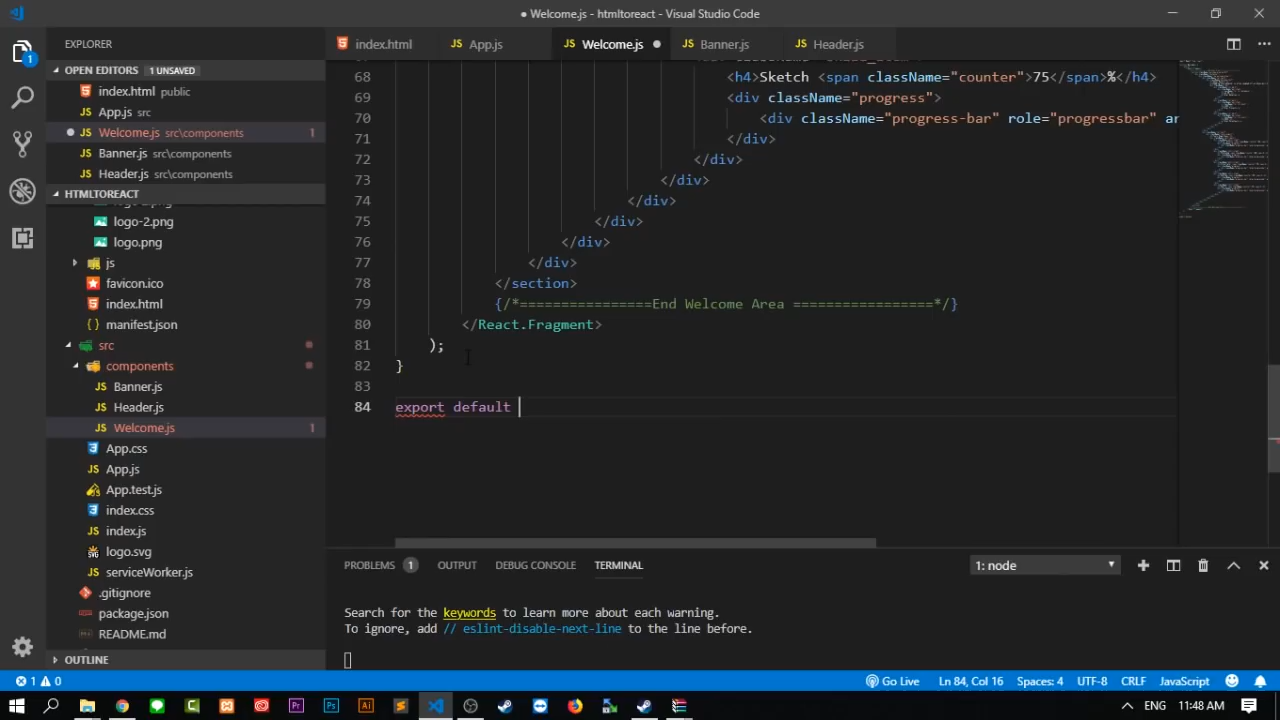 ● Welcome.js - htmltoreact - Visual Studio Code
EXPLORER
index.html
App.js
Welcome.js ●
Banner.js
Header.js
OPEN EDITORS 1 UNSAVED
index.html public
App.js src
Welcome.js src\components 1
Banner.js src\components
Header.js src\components
HTMLTOREACT
logo-2.png
logo.png
js
favicon.ico
index.html
{} manifest.json
src
components
JS Banner.js
JS Header.js
JS Welcome.js 1
App.css
JS App.js
App.test.js
index.css
JS index.js
logo.svg
JS serviceWorker.js
.gitignore
package.json
README.md
OUTLINE
68 <h4>Sketch <span className="counter">75</span>%</h4>
69 <div className="progress">
70 <div className="progress-bar" role="progressbar" ar
71 </div>
72 </div>
73 </div>
74 </div>
75 </div>
76 </div>
77 </div>
78 </section>
79 {/*================End Welcome Area =================*/}
80 </React.Fragment>
81 );
82 }
83
84 export default
PROBLEMS 1 OUTPUT DEBUG CONSOLE TERMINAL 1: node
Search for the keywords to learn more about each warning.
To ignore, add // eslint-disable-next-line to the line before.
1 0 Go Live Ln 84, Col 16 Spaces: 4 UTF-8 CRLF JavaScript
ENG 11:48 AM